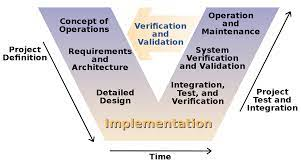 Concept of
Operations
Verification
and
Validation
Operation
and
Maintenance
Project
Definition
Requirements
and
Architecture
System
Verification
and Validation
Detailed
Design
Integration,
Test, and
Verification
Project
Test and
Integration
Implementation
Time